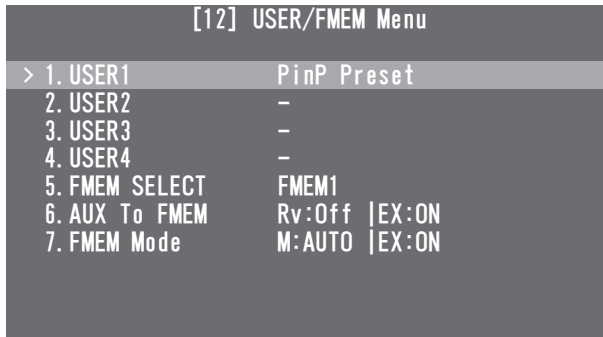 [12] USER/FMEM Menu
> 1. USER1 PinP Preset
2. USER2 –
3. USER3 –
4. USER4 –
5. FMEM SELECT FMEM1
6. AUX To FMEM Rv:Off |EX:ON
7. FMEM Mode M:AUTO |EX:ON